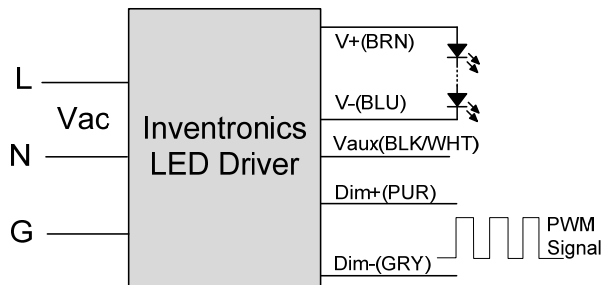 L
Vac
N
G
Inventronics
LED Driver
V+(BRN)
V-(BLU)
Vaux(BLK/WHT)
Dim+(PUR)
Dim-(GRY)
PWM
Signal